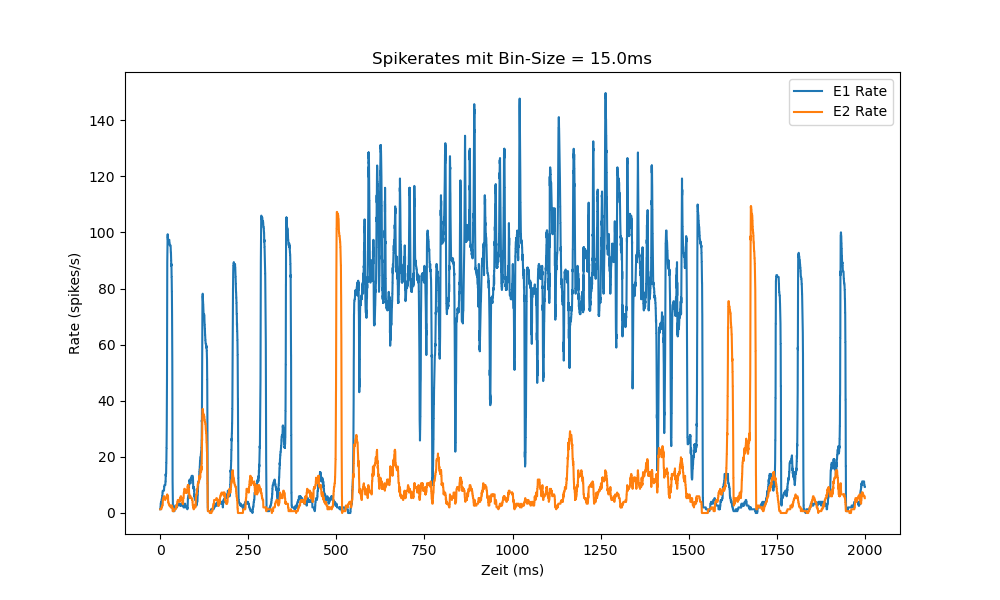 Spikerates mit Bin-Size = 15.0ms
E1 Rate
E2 Rate
140
120
100
80
60
40
20
0
Rate (spikes/s)
0 250 500 750 1000 1250 1500 1750 2000
Zeit (ms)